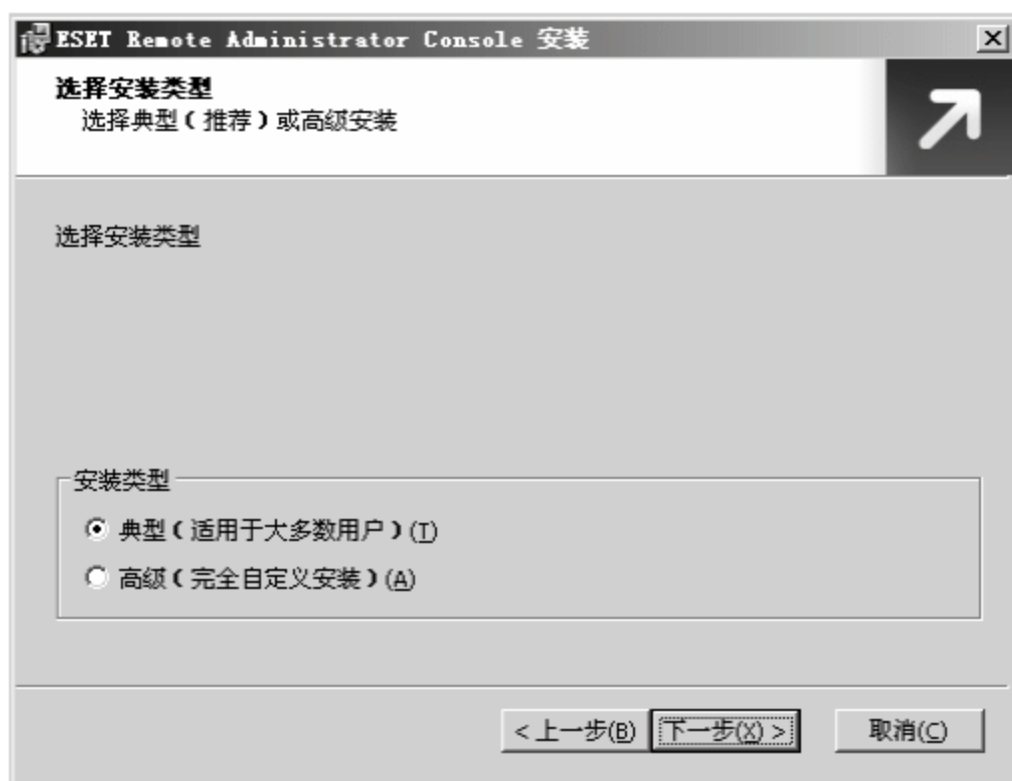 ESET Remote Administrator Console 安装
选择安装类型
选择典型（推荐）或高级安装
选择安装类型
安装类型
典型（适用于大多数用户）(T)
高级（完全自定义安装）(A)
< 上一步(B) 下一步(X) > 取消(C)